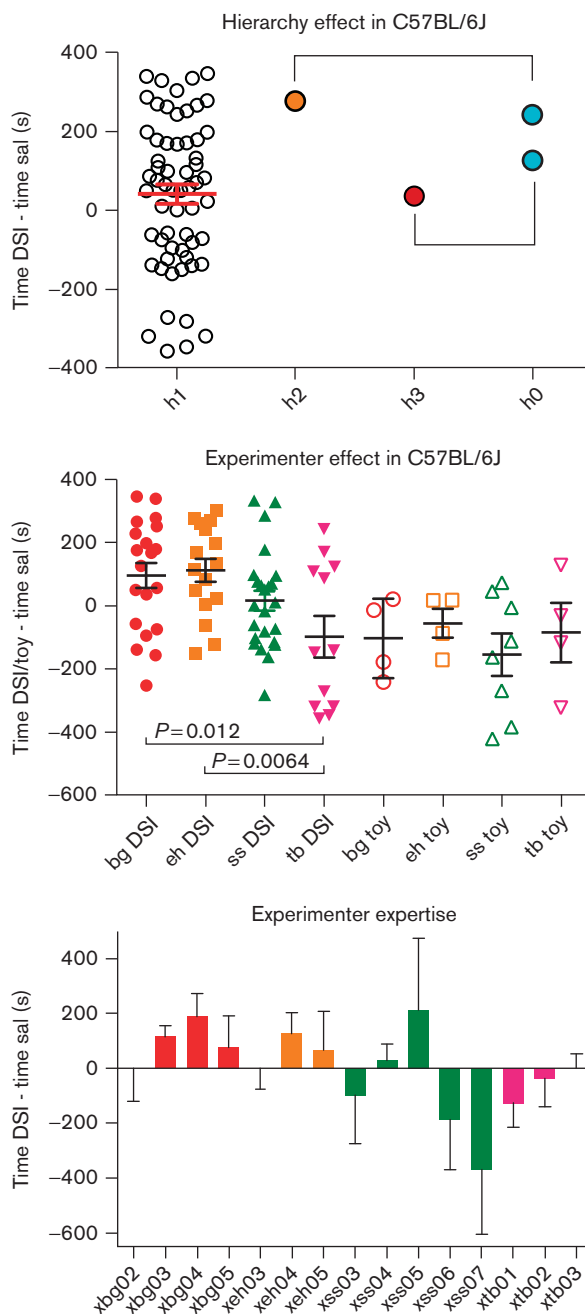 Hierarchy effect in C57BL/6J
Time DSI - time sal (s)
400
200
0
−200
−400
h1
h2
h3
h0
Experimenter effect in C57BL/6J
Time DSI/toy - time sal (s)
400
200
0
−200
−400
−600
P=0.012
P=0.0064
bg DSI
eh DSI
ss DSI
tb DSI
bg toy
eh toy
ss toy
tb toy
Experimenter expertise
Time DSI - time sal (s)
400
200
0
−200
−400
−600
xbg02
xbg03
xbg04
xbg05
xeh03
xeh04
xeh05
xss03
xss04
xss05
xss06
xss07
xtb01
xtb02
xtb03